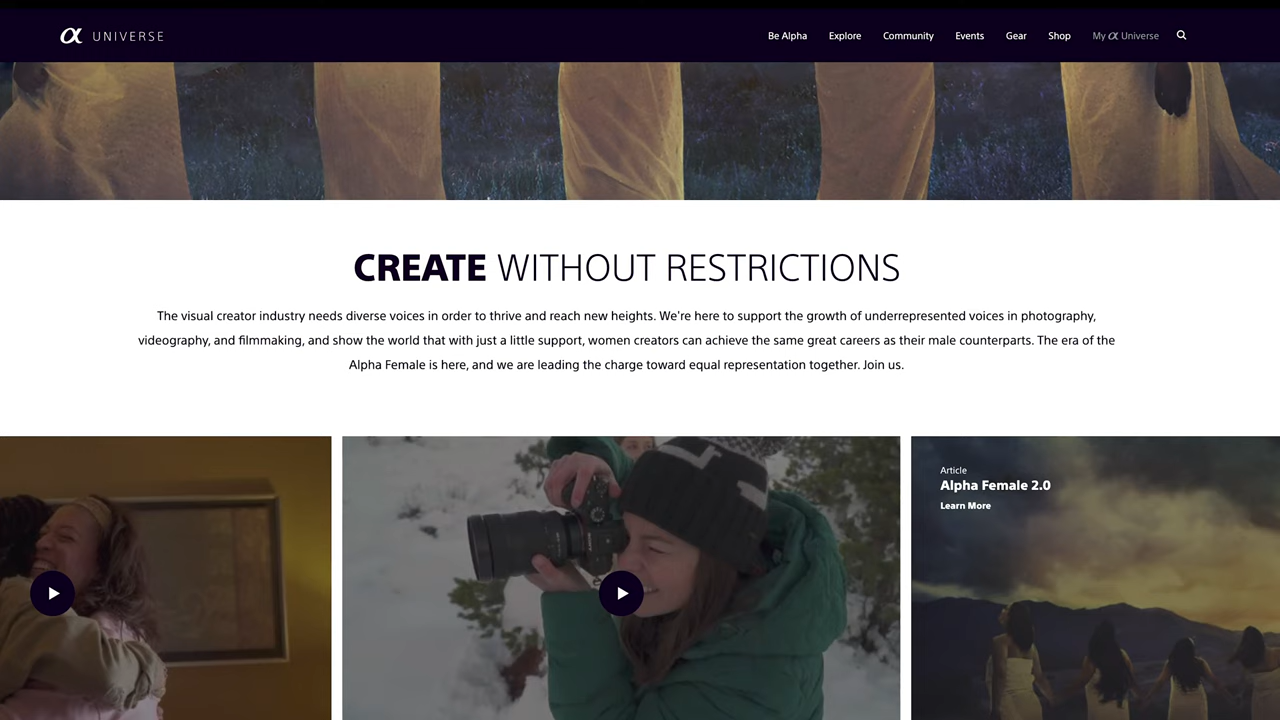 α UNIVERSE
Be Alpha Explore Community Events Gear Shop My α Universe
CREATE WITHOUT RESTRICTIONS
The visual creator industry needs diverse voices in order to thrive and reach new heights. We're here to support the growth of underrepresented voices in photography,
videography, and filmmaking, and show the world that with just a little support, women creators can achieve the same great careers as their male counterparts. The era of the
Alpha Female is here, and we are leading the charge toward equal representation together. Join us.
Article
Alpha Female 2.0
Learn More